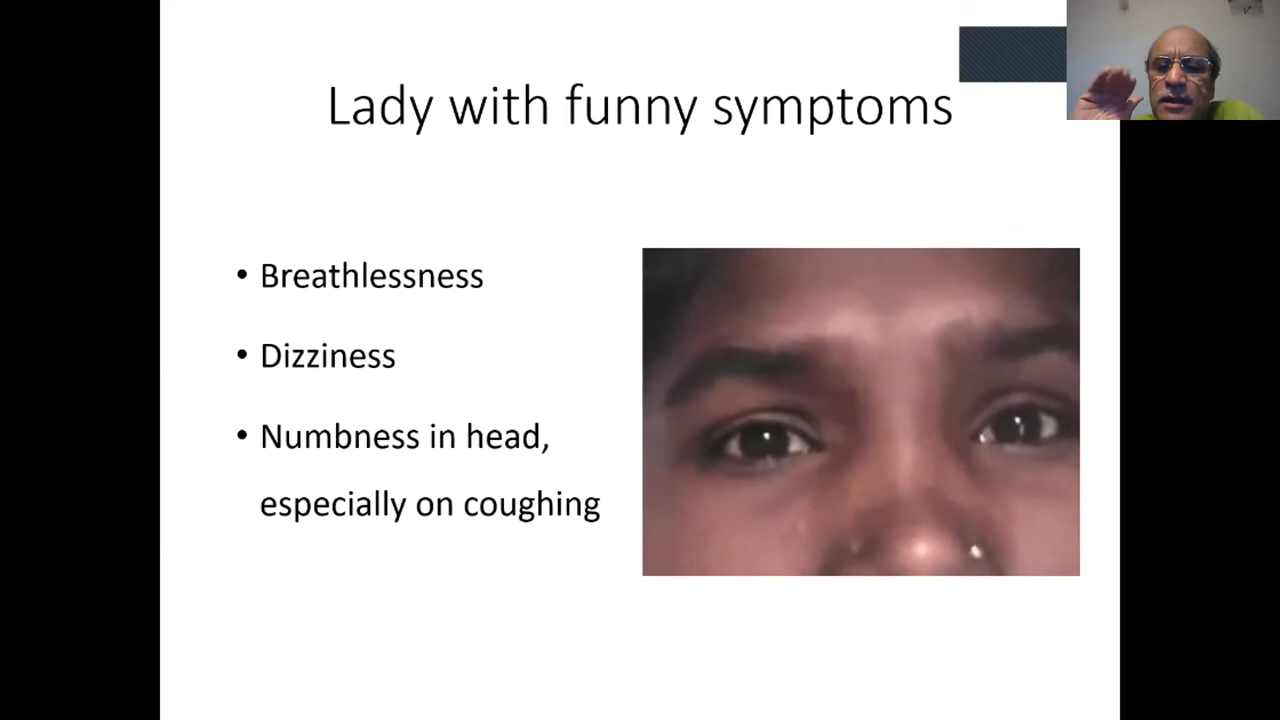 Lady with funny symptoms
• Breathlessness
• Dizziness
• Numbness in head,
especially on coughing